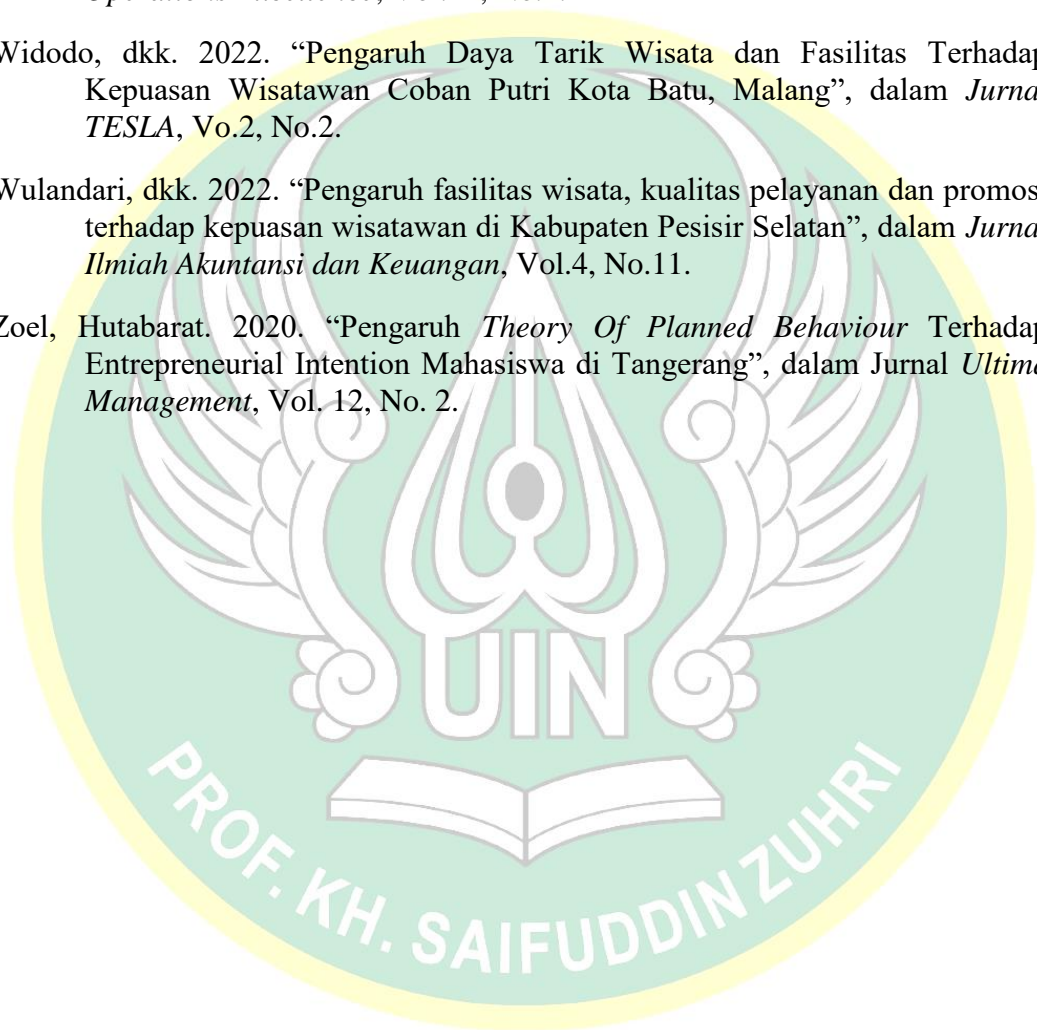 Widodo, dkk. 2022. “Pengaruh Daya Tarik Wisata dan Fasilitas Terhadap
Kepuasan Wisatawan Coban Putri Kota Batu, Malang”, dalam Jurna
TESLA, Vo.2, No.2.
Wulandari, dkk. 2022. “Pengaruh fasilitas wisata, kualitas pelayanan dan promos
terhadap kepuasan wisatawan di Kabupaten Pesisir Selatan”, dalam Jurna
Ilmiah Akuntansi dan Keuangan, Vol.4, No.11.
Zoel, Hutabarat. 2020. “Pengaruh Theory Of Planned Behaviour Terhadap
Entrepreneurial Intention Mahasiswa di Tangerang”, dalam Jurnal Ultima
Management, Vol. 12, No. 2.
UIN
PROF. KH. SAIFUDDIN ZUHRI